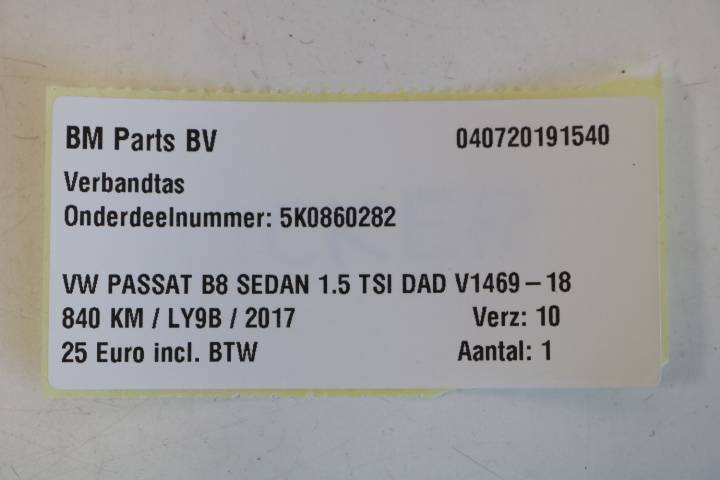 BM Parts BV 040720191540
Verbandtas
Onderdeelnummer: 5K0860282
VW PASSAT B8 SEDAN 1.5 TSI DAD V1469-18
840 KM / LY9B / 2017 Verz: 10
25 Euro incl. BTW Aantal: 1